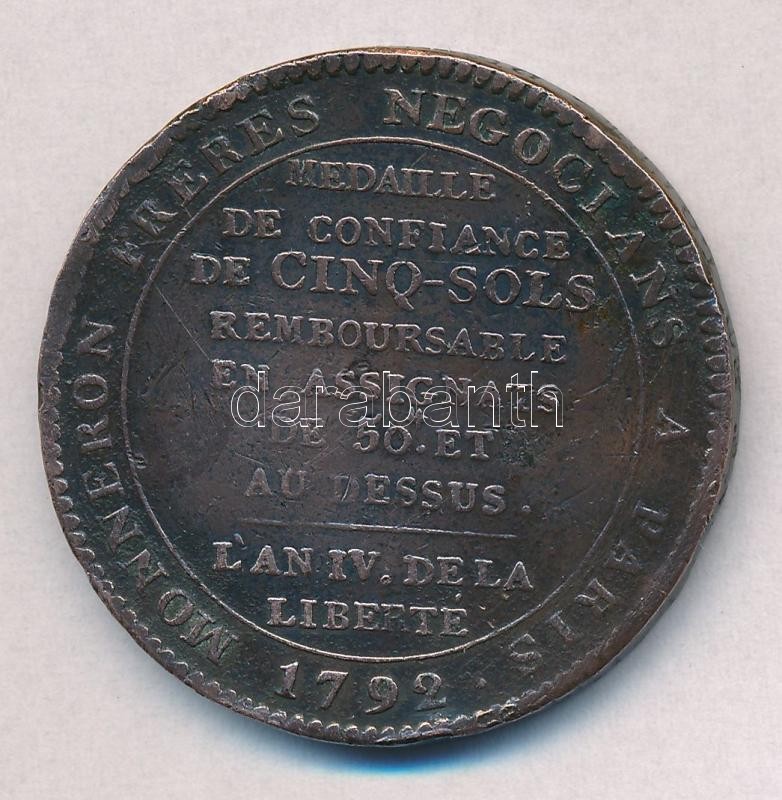 MONNERON FRERES NEGOCIANS A PARIS.
1792
MEDAILLE
DE CONFIANCE
DE CINQ-SOLS
REMBOURSABLE
EN ASSIGNATS
DE 50. ET
AU DESSUS.
L'AN IV. DE LA
LIBERTE
darabanth